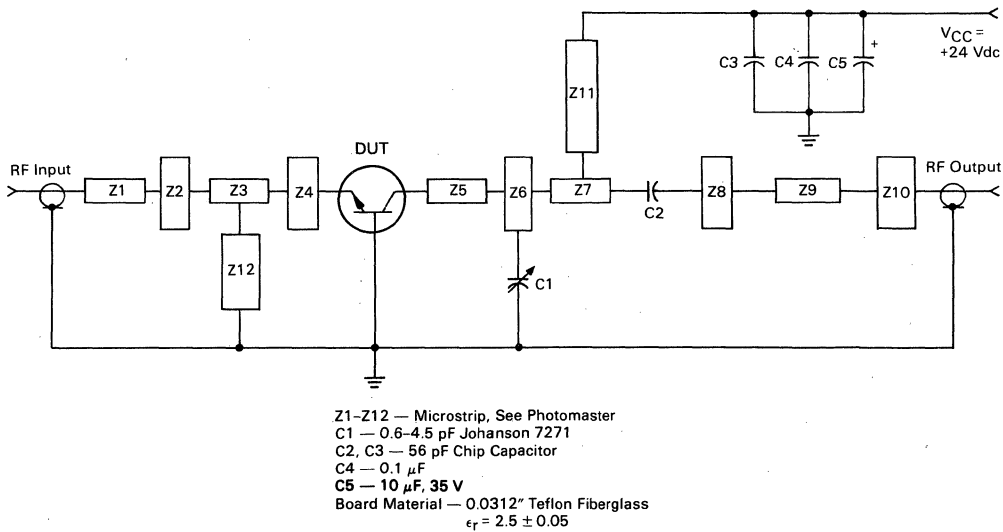 VCC =
+24 Vdc
C3
C4
C5
+
Z11
DUT
RF Input
RF Output
Z1
Z2
Z3
Z4
Z5
Z6
Z7
C2
Z8
Z9
Z10
Z12
C1
Z1–Z12 — Microstrip, See Photomaster
C1 — 0.6–4.5 pF Johanson 7271
C2, C3 — 56 pF Chip Capacitor
C4 — 0.1 μF
C5 — 10 μF, 35 V
Board Material — 0.0312″ Teflon Fiberglass
εr = 2.5 ± 0.05